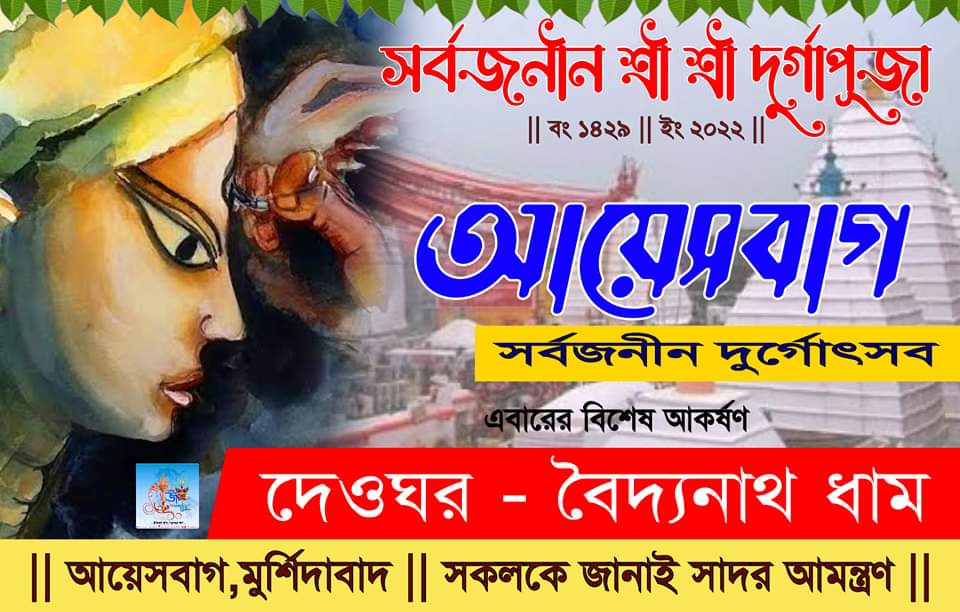 সর্বজনীন শ্রী শ্রী দুর্গাপূজা
|| বং ১৪২৯ || ইং ২০২২ ||
আয়েসবাগ
সর্বজনীন দুর্গোৎসব
এবারের বিশেষ আকর্ষণ
দেওঘর - বৈদ্যনাথ ধাম
|| আয়েসবাগ,মুর্শিদাবাদ || সকলকে জানাই সাদর আমন্ত্রণ ||